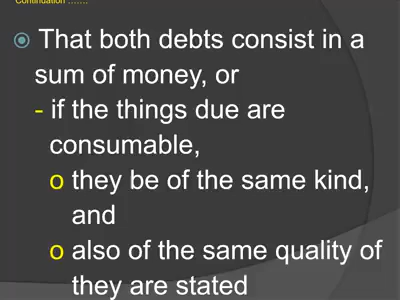 Continuation …….
That both debts consist in a
sum of money, or
- if the things due are
consumable,
o they be of the same kind,
and
o also of the same quality of
they are stated